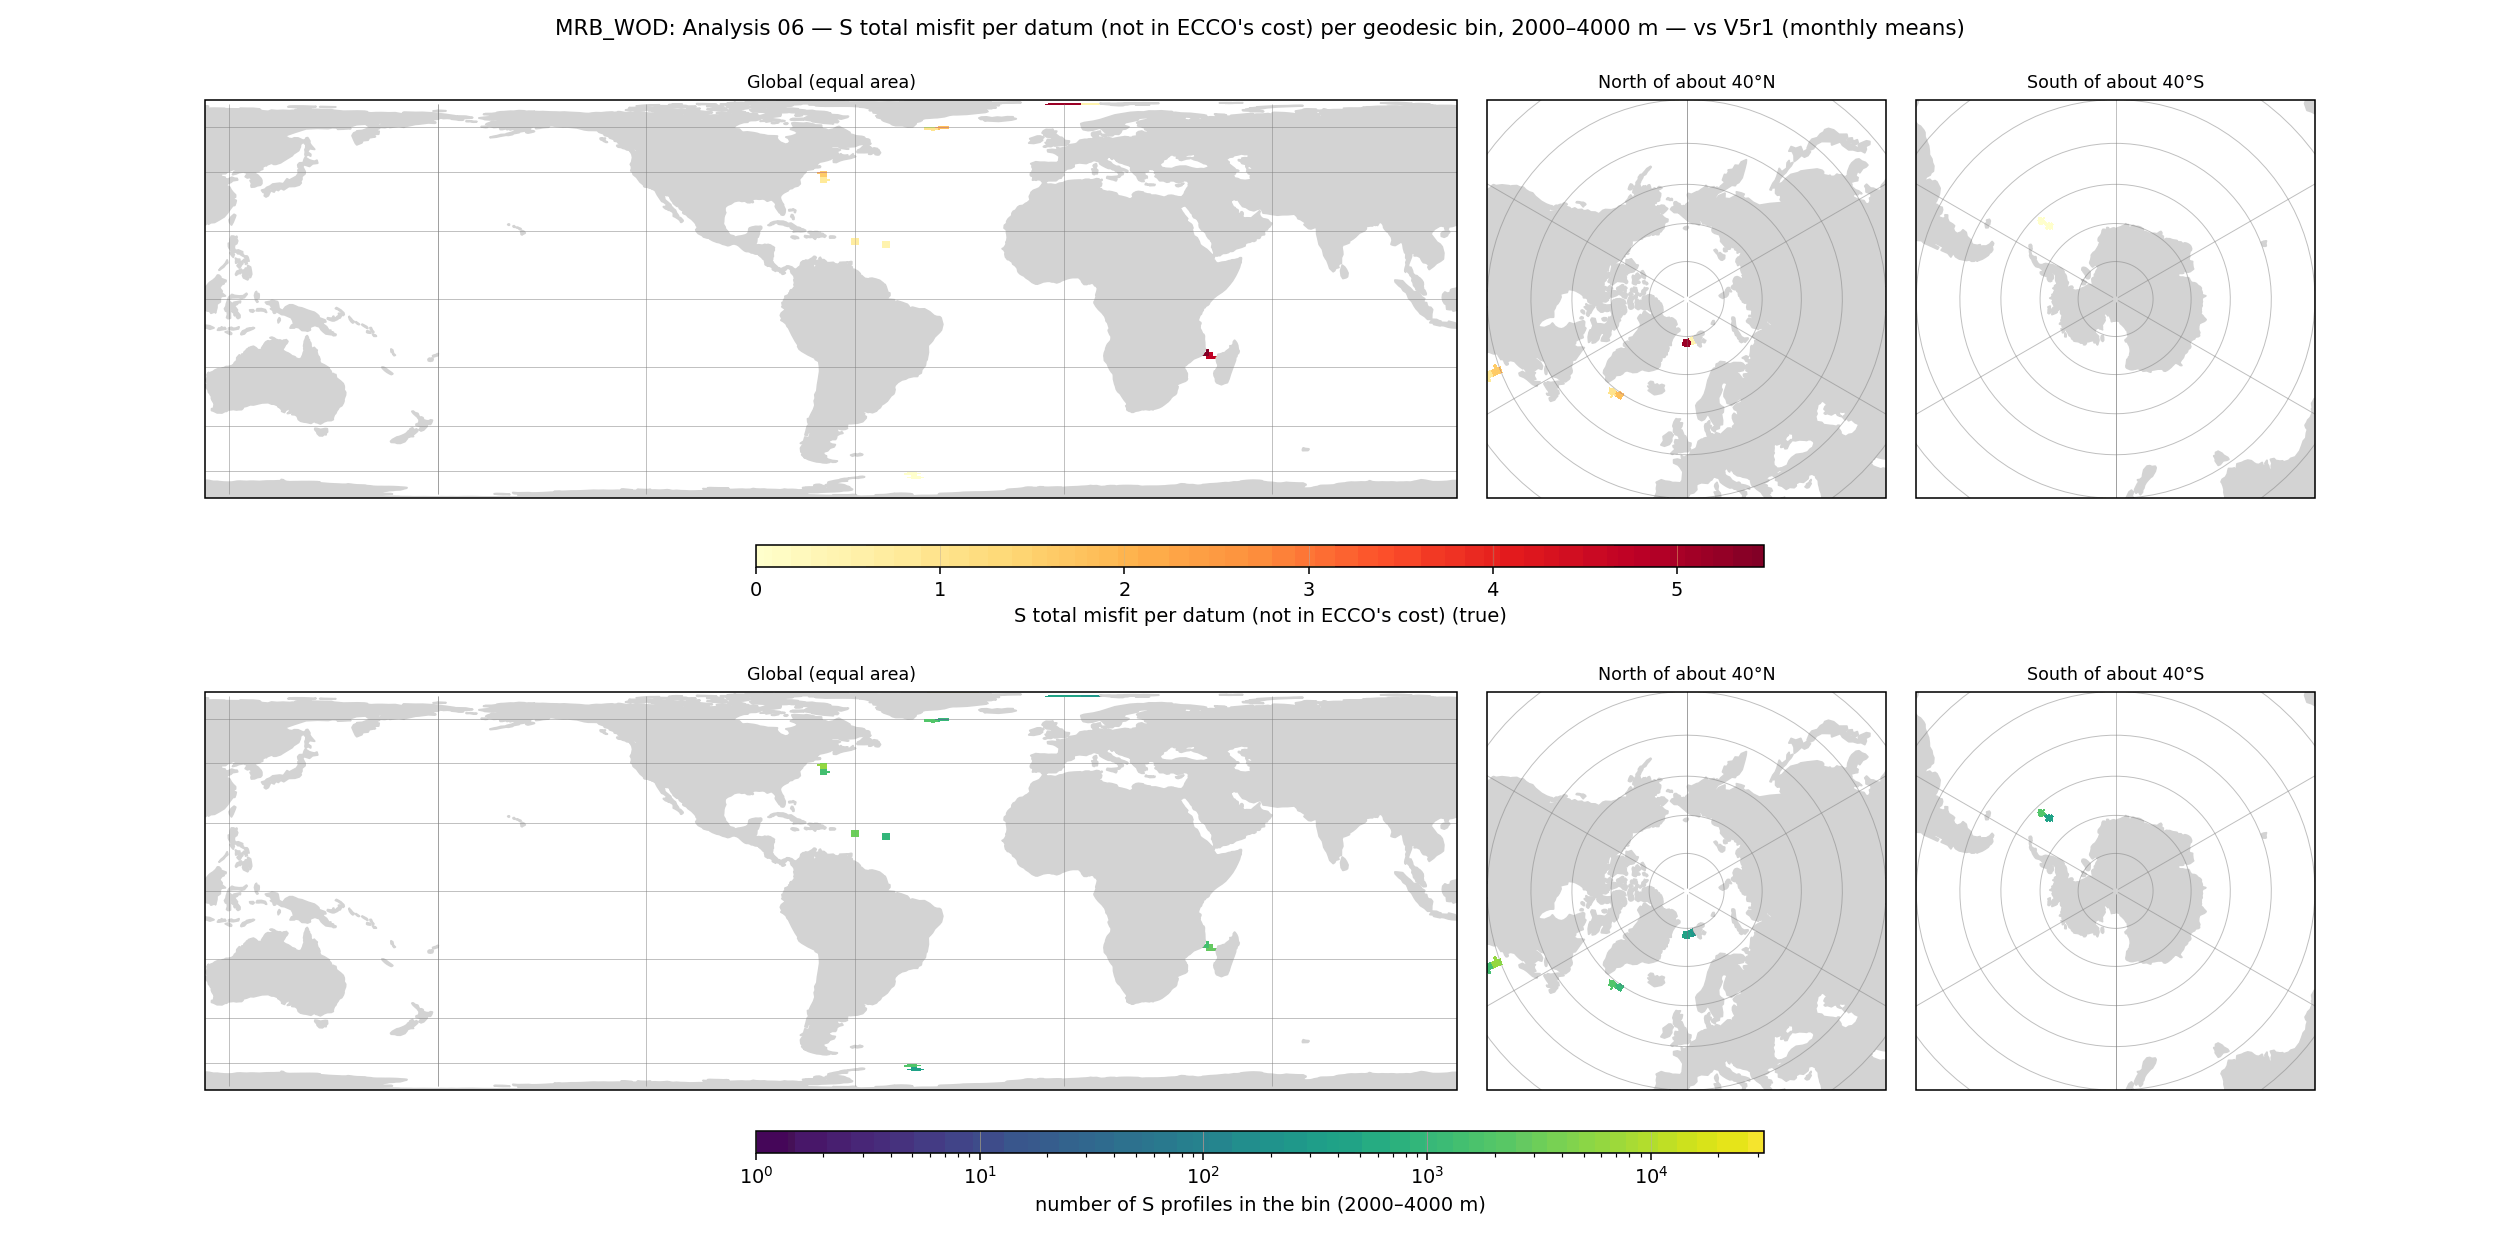 MRB_WOD: Analysis 06 — S total misfit per datum (not in ECCO's cost) per geodesic bin, 2000–4000 m — vs V5r1 (monthly means)
Global (equal area)
North of about 40°N
South of about 40°S
0 1 2 3 4 5
S total misfit per datum (not in ECCO's cost) (true)
Global (equal area)
North of about 40°N
South of about 40°S
10⁰ 10¹ 10² 10³ 10⁴
number of S profiles in the bin (2000–4000 m)